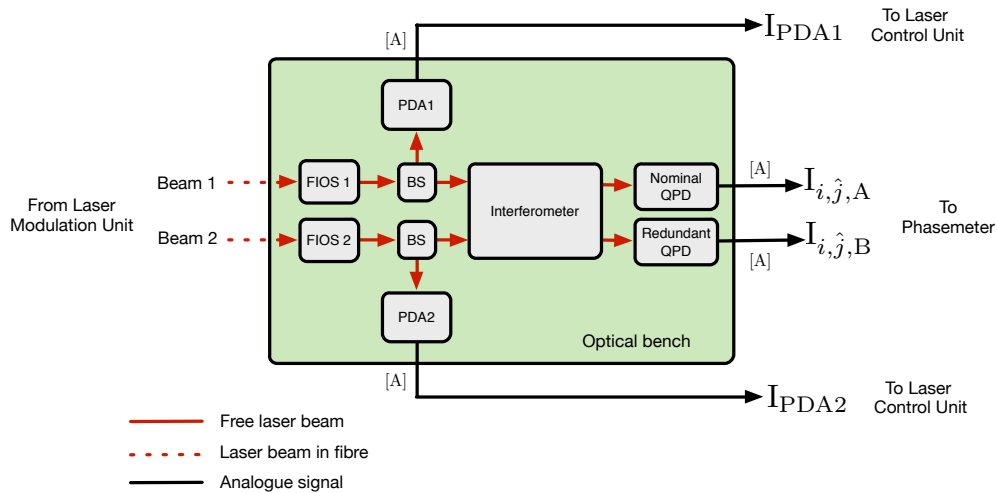 [A]
I_PDA1
To Laser
Control Unit
PDA1
Beam 1
FIOS 1
BS
Interferometer
Nominal
QPD
[A]
I_{i,ĵ,A}
From Laser
Modulation Unit
To
Phasemeter
Beam 2
FIOS 2
BS
Redundant
QPD
I_{i,ĵ,B}
[A]
PDA2
Optical bench
[A]
I_PDA2
To Laser
Control Unit
Free laser beam
Laser beam in fibre
Analogue signal